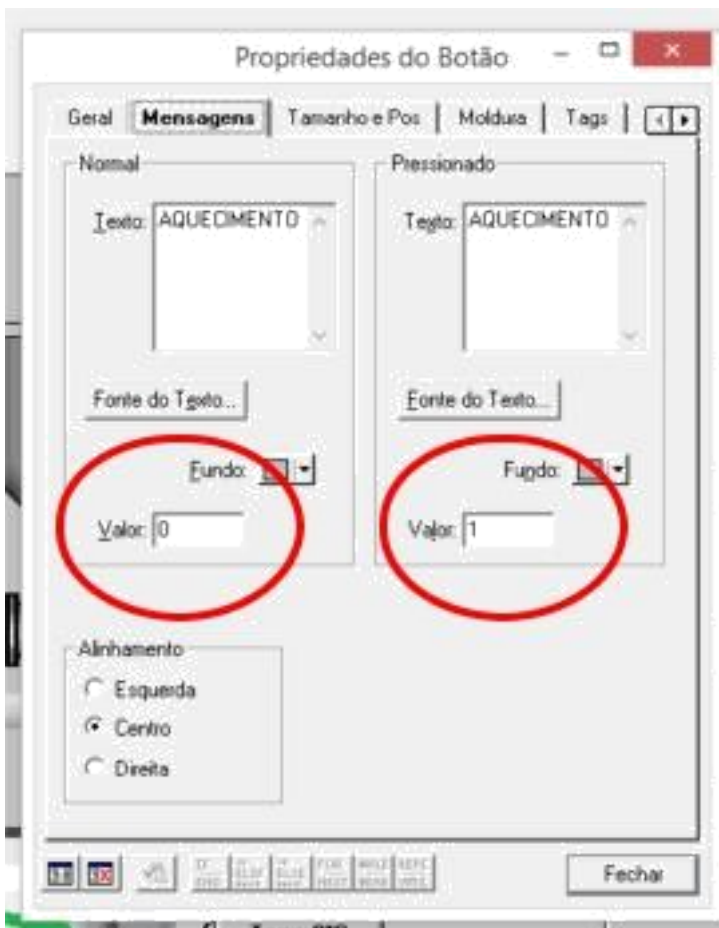 Propriedades do Botão
Geral Mensagens Tamanho e Pos Moldura Tags
Normal
Texto: AQUECIMENTO
Fonte do Texto...
Fundo:
Valor: 0
Pressionado
Texto: AQUECIMENTO
Fonte do Texto...
Fundo:
Valor: 1
Alinhamento
Esquerda
Centro
Direita
Fechar